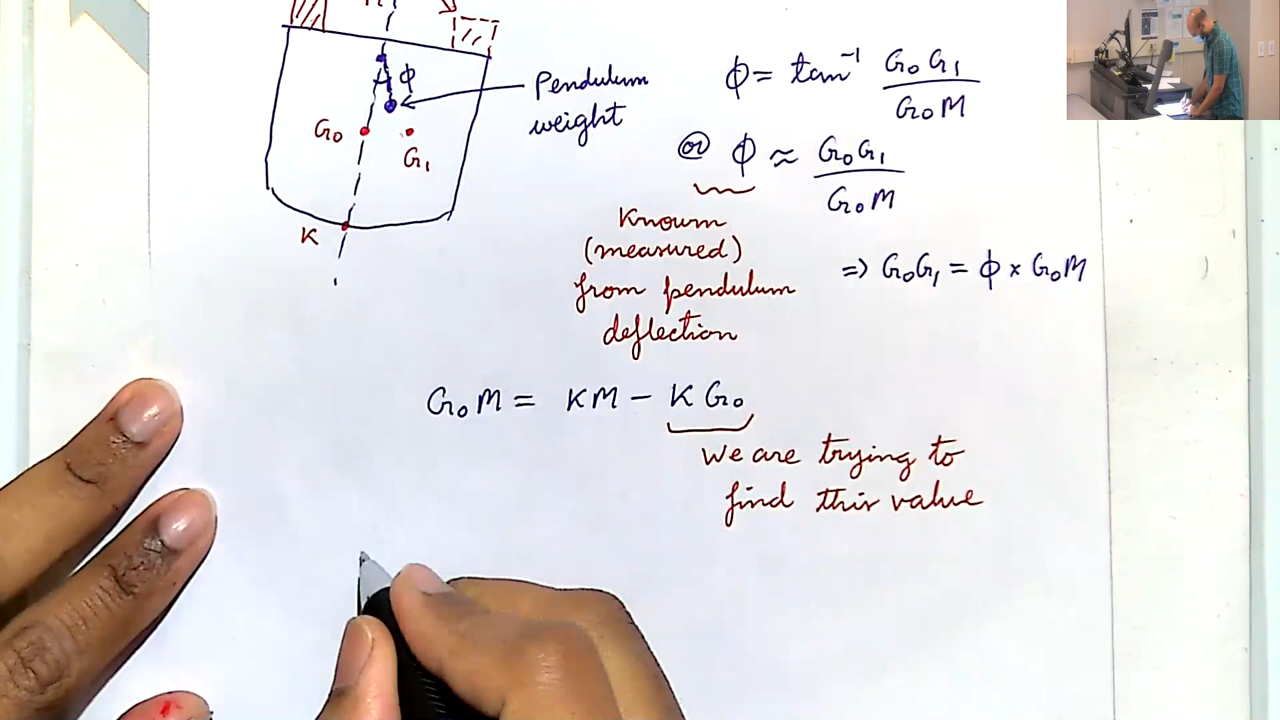 φ
Pendulum
weight
G₀
G₁
K
φ = tan⁻¹ G₀G₁ / G₀M
or φ ≈ G₀G₁ / G₀M
Known
(measured)
from pendulum
deflection
⇒ G₀G₁ = φ × G₀M
G₀M = KM − KG₀
We are trying to
find this value